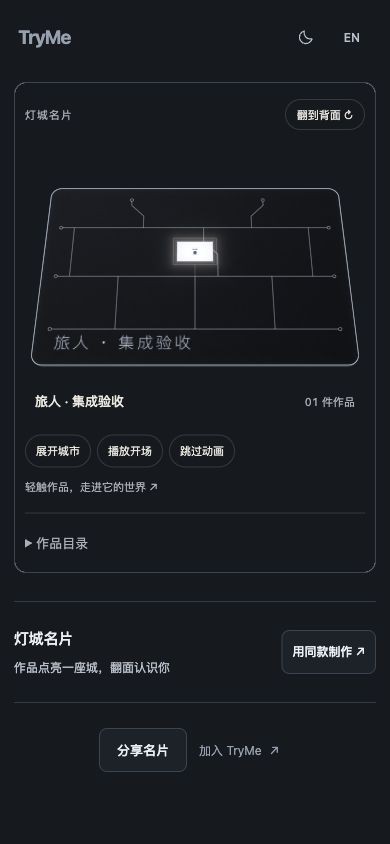 TryMe
EN
灯城名片
翻到背面 ↻
旅人 · 集成验收
旅人 · 集成验收
01 件作品
展开城市
播放开场
跳过动画
轻触作品，走进它的世界 ↗
▶ 作品目录
灯城名片
作品点亮一座城，翻面认识你
用同款制作 ↗
分享名片
加入 TryMe ↗